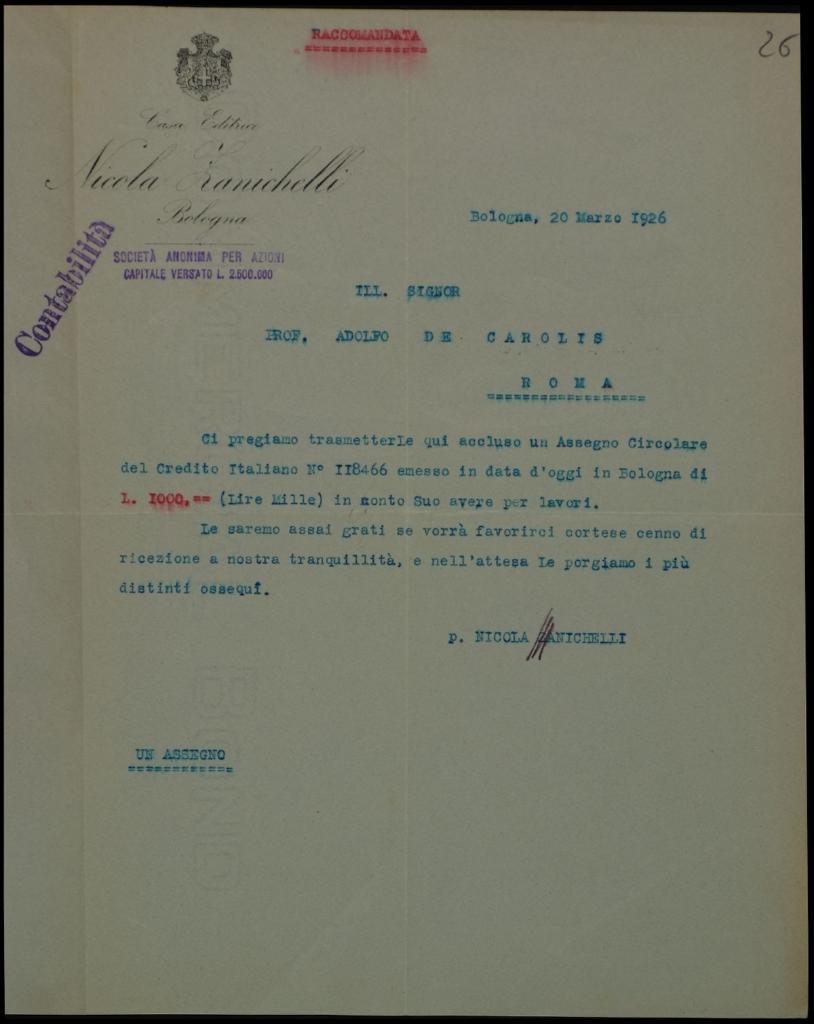 RACCOMANDATA
26
Casa Editrice
Nicola Zanichelli
Bologna
Bologna, 20 Marzo I926
SOCIETÀ ANONIMA PER AZIONI
CAPITALE VERSATO L. 2.500.000
Contabilità
ILL. SIGNOR
PROF. ADOLFO DE CAROLIS
ROMA
Ci pregiamo trasmetterLe qui accluso un Assegno Circolare
del Credito Italiano N° II8466 emesso in data d'oggi in Bologna di
L. I000.== (Lire Mille) in conto Suo avere per lavori.
Le saremo assai grati se vorrà favorirci cortese cenno di
ricezione a nostra tranquillità, e nell'attesa Le porgiamo i più
distinti ossequi.
p. NICOLA ZANICHELLI
UN ASSEGNO